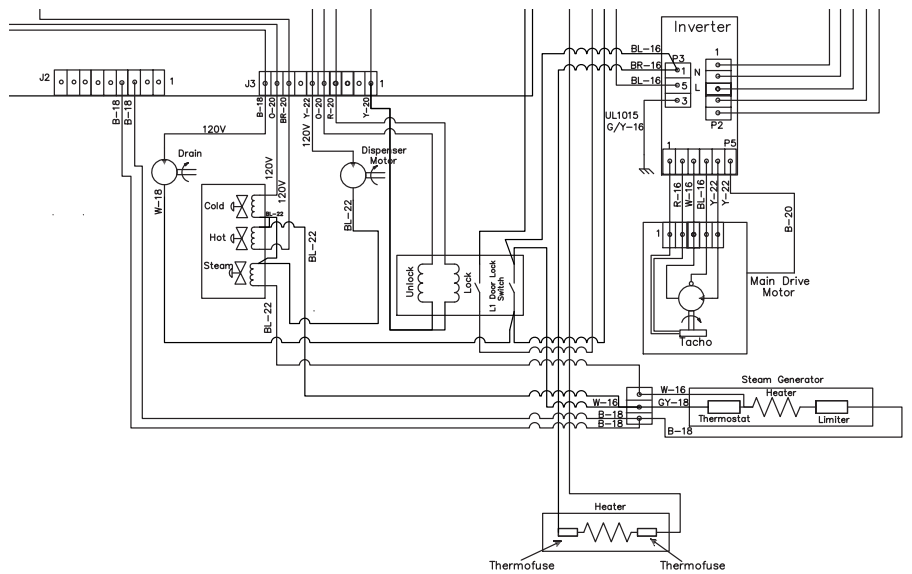 Inverter
BL-16
P3
1
BR-16
1
N
BL-16
5
L
3
P2
UL1015
G/Y-16
J2
1
J3
1
B-18
B-18
B-18
O-20
BR-20
Y-22
O-20
R-20
Y-20
120V
120V
Drain
Dispenser
Motor
1
P5
W-18
120V
120V
Cold
BL-22
Hot
Steam
BL-22
BL-22
BL-22
Unlock
Lock
L1 Door Lock
Switch
R-16
W-16
BL-16
Y-22
Y-22
B-20
1
Main Drive
Motor
Tacho
W-16
Steam Generator
Heater
W-16
GY-18
Thermostat
Limiter
B-18
B-18
B-18
Heater
Thermofuse
Thermofuse